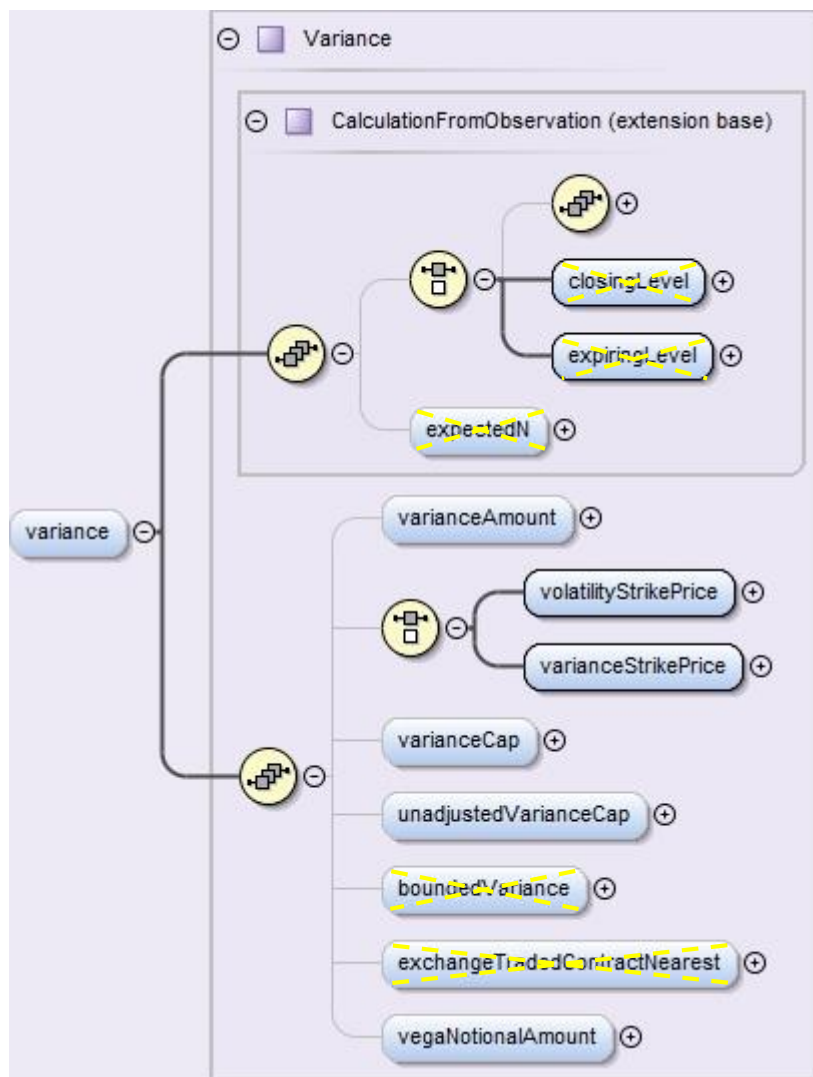 Variance
CalculationFromObservation (extension base)
closingLevel
expiringLevel
expectedN
variance
varianceAmount
volatilityStrikePrice
varianceStrikePrice
varianceCap
unadjustedVarianceCap
boundedVariance
exchangeTradedContractNearest
vegaNotionalAmount